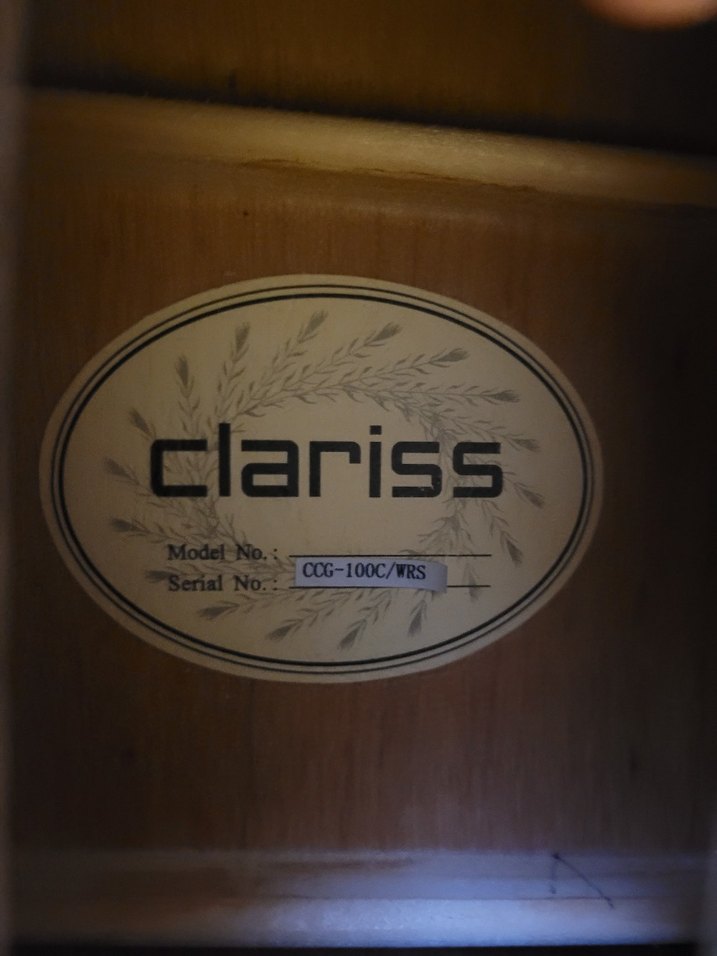 clariss
Model No. :
Serial No. : CCG-100C/WRS